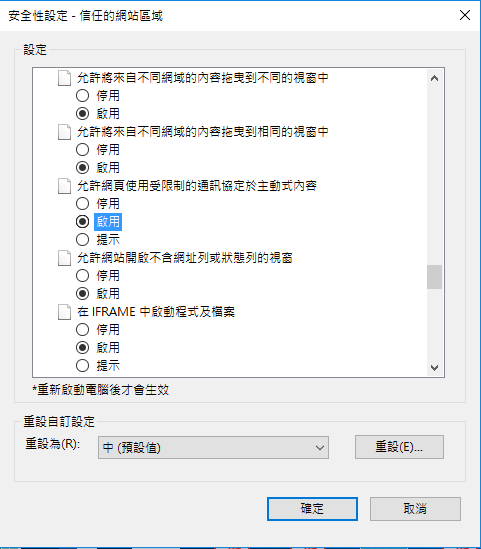 安全性設定 - 信任的網站區域
設定
允許將來自不同網域的內容拖曳到不同的視窗中
停用
啟用
允許將來自不同網域的內容拖曳到相同的視窗中
停用
啟用
允許網頁使用受限制的通訊協定於主動式內容
停用
啟用
提示
允許網站開啟不含網址列或狀態列的視窗
停用
啟用
在 IFRAME 中啟動程式及檔案
停用
啟用
提示
*重新啟動電腦後才會生效
重設自訂設定
重設為(R):
中 (預設值)
重設(E)...
確定
取消